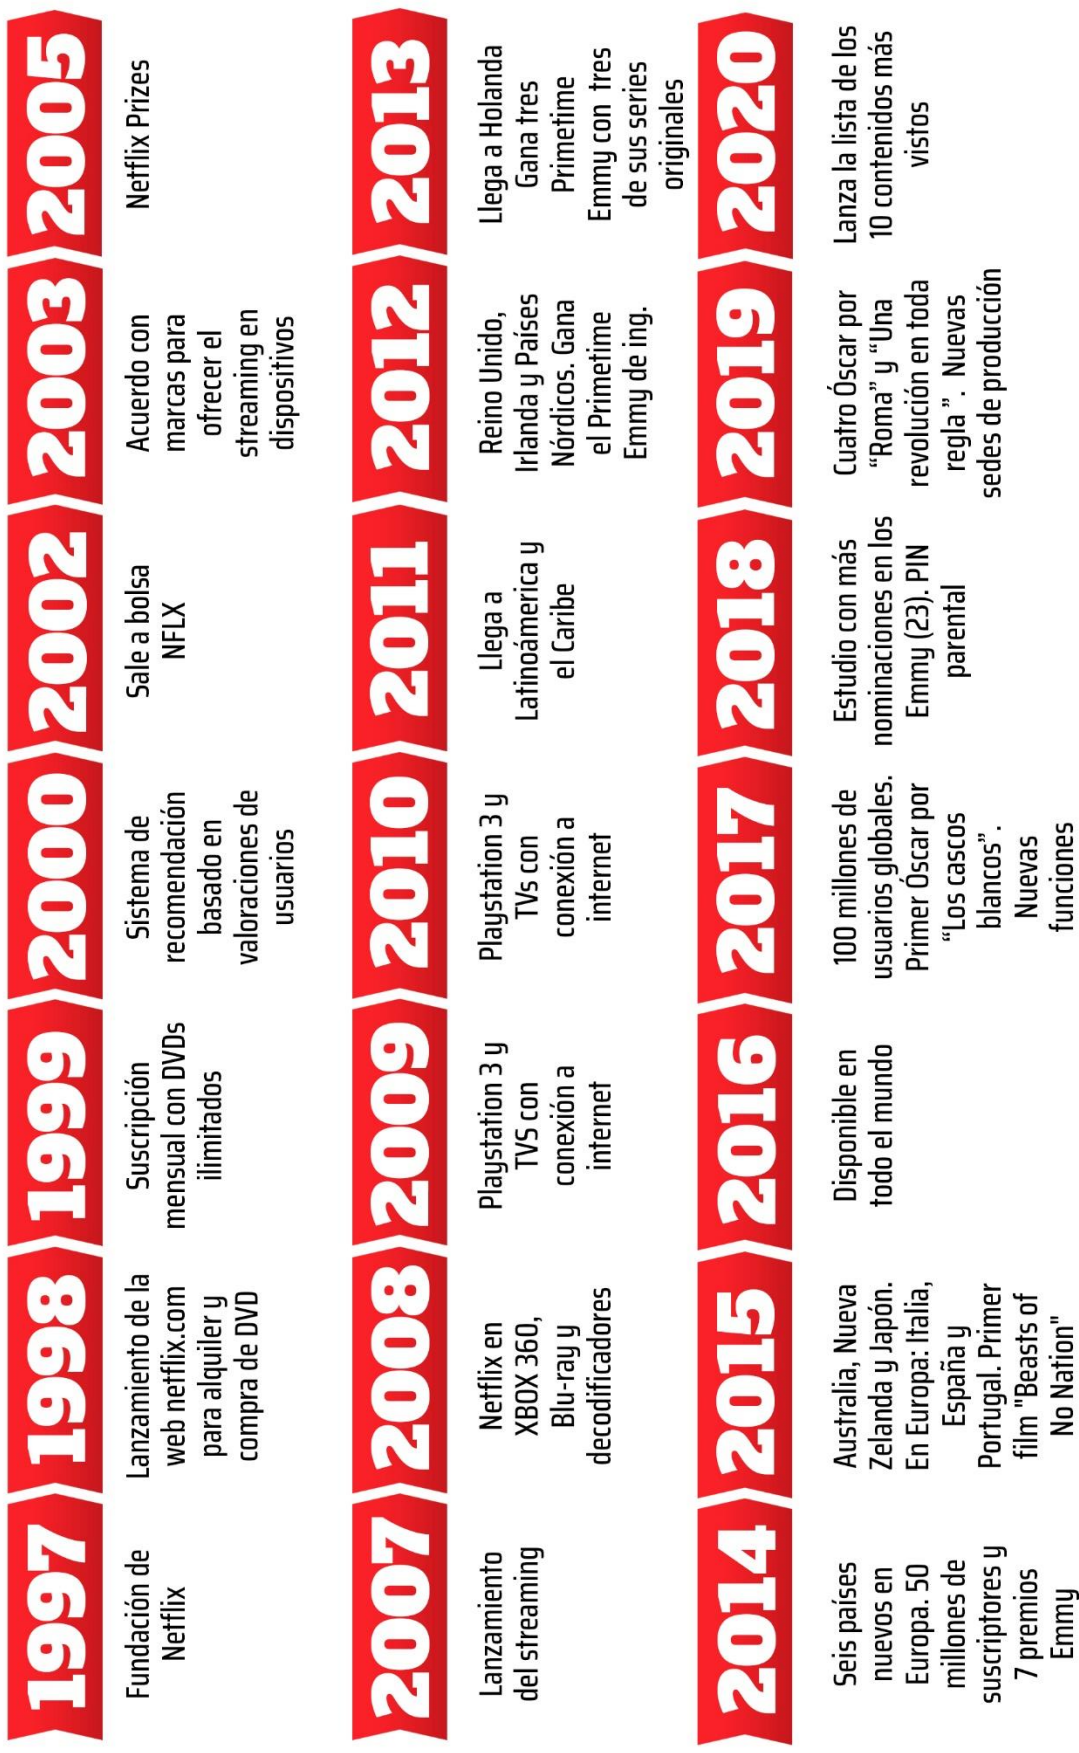 1997
Fundación de
Netflix
1998
Lanzamiento de la
web netflix.com
para alquiler y
compra de DVD
1999
Suscripción
mensual con DVDs
ilimitados
2000
Sistema de
recomendación
basado en
valoraciones de
usuarios
2002
Sale a bolsa
NFLX
2003
Acuerdo con
marcas para
ofrecer el
streaming en
dispositivos
2005
Netflix Prizes
2007
Lanzamiento
del streaming
2008
Netflix en
XBOX 360,
Blu-ray y
decodificadores
2009
Playstation 3 y
TVS con
conexión a
internet
2010
Playstation 3 y
TVs con
conexión a
internet
2011
Llega a
Latinoámerica y
el Caribe
2012
Reino Unido,
Irlanda y Países
Nórdicos. Gana
el Primetime
Emmy de ing.
2013
Llega a Holanda
Gana tres
Primetime
Emmy con tres
de sus series
originales
2014
Seis países
nuevos en
Europa. 50
millones de
suscriptores y
7 premios
Emmy
2015
Australia, Nueva
Zelanda y Japón.
En Europa: Italia,
España y
Portugal. Primer
film "Beasts of
No Nation"
2016
Disponible en
todo el mundo
2017
100 millones de
usuarios globales.
Primer Óscar por
“Los cascos
blancos”.
Nuevas
funciones
2018
Estudio con más
nominaciones en los
Emmy (23). PIN
parental
2019
Cuatro Óscar por
“Roma” y “Una
revolución en toda
regla”. Nuevas
sedes de producción
2020
Lanza la lista de los
10 contenidos más
vistos